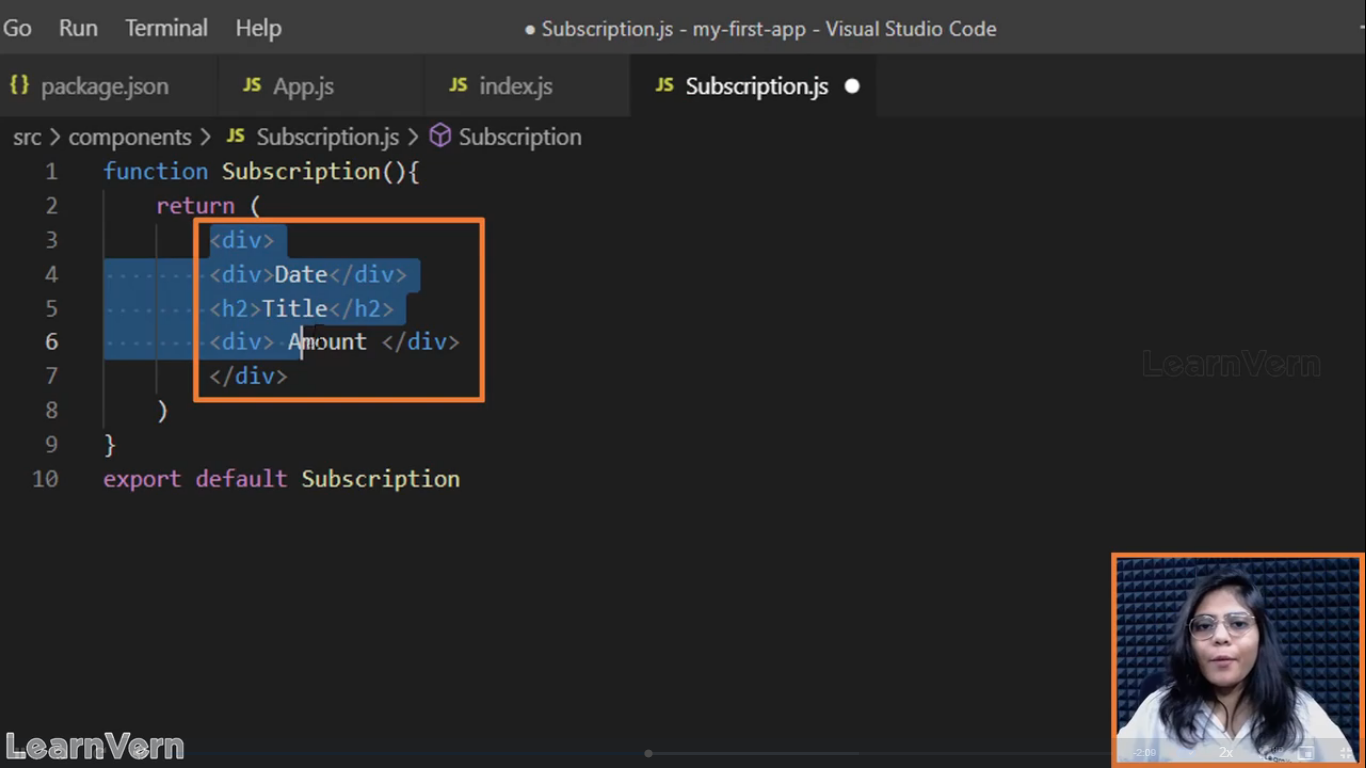 Go Run Terminal Help ● Subscription.js - my-first-app - Visual Studio Code
{} package.json JS App.js JS index.js JS Subscription.js ●
src > components > JS Subscription.js > Subscription
1 function Subscription(){
2 return (
3 <div>
4 <div>Date</div>
5 <h2>Title</h2>
6 <div> Amount </div>
7 </div>
8 )
9 }
10 export default Subscription
LearnVern
LearnVern
-2:09 2x